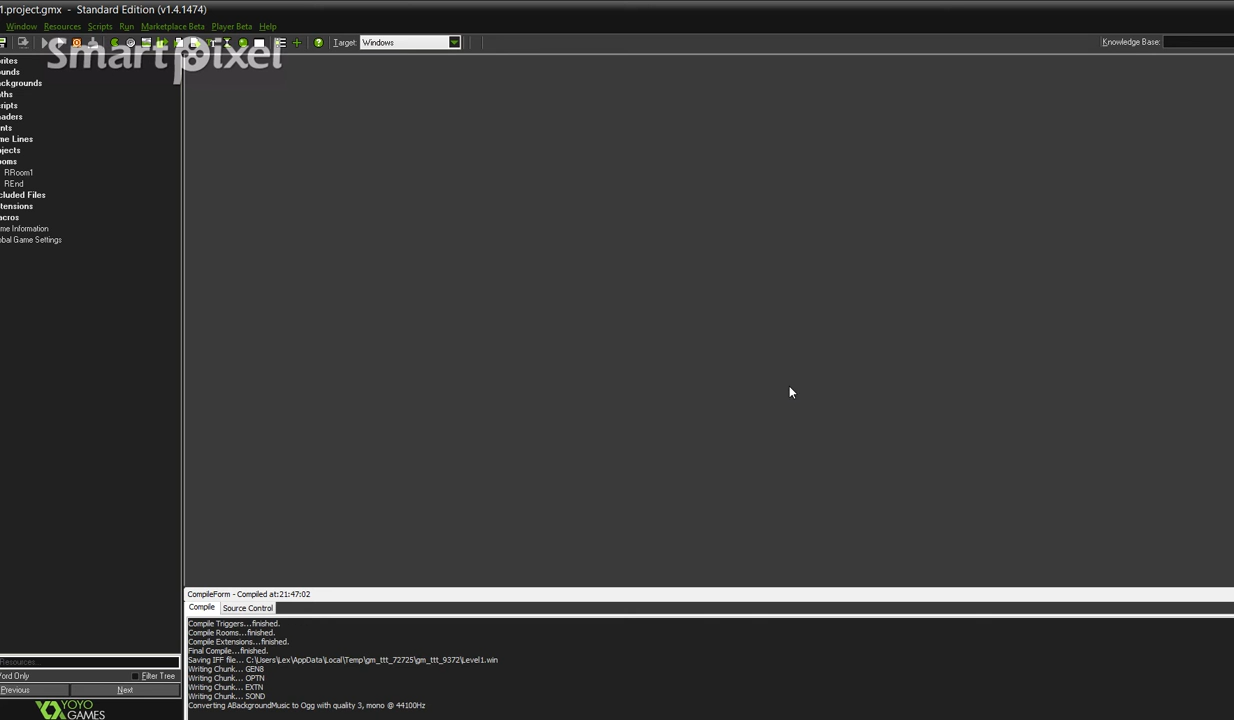 1.project.gmx - Standard Edition (v1.4.1474)
Window Resources Scripts Run Marketplace Beta Player Beta Help
Target: Windows Knowledge Base:
Smartpixel
rites
unds
ckgrounds
ths
ripts
aders
nts
me Lines
jects
oms
RRoom1
REnd
cluded Files
tensions
acros
me Information
bal Game Settings
CompileForm - Compiled at:21:47:02
Compile Source Control
Compile Triggers...finished.
Compile Rooms...finished.
Compile Extensions...finished.
Final Compile...finished.
Saving IFF file... C:\Users\Lex\AppData\Local\Temp\gm_ttt_72725\gm_ttt_9372\Level1.win
Writing Chunk... GEN8
Writing Chunk... OPTN
Writing Chunk... EXTN
Writing Chunk... SOND
Converting ABackgroundMusic to Ogg with quality 3, mono @ 44100Hz
Resources...
ord Only Filter Tree
Previous Next
YOYO
GAMES